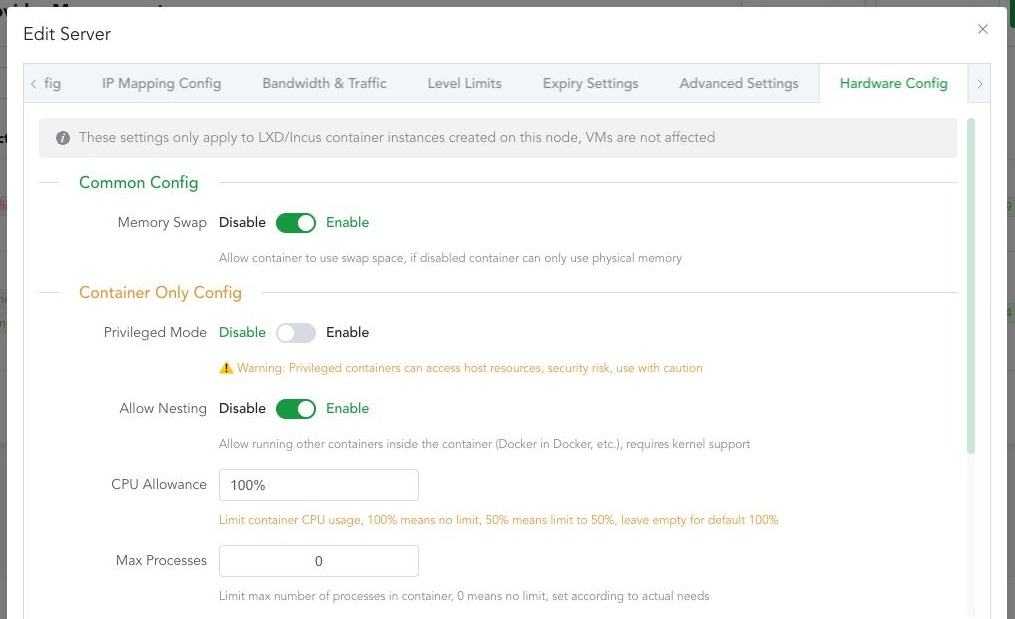 Edit Server
fig
IP Mapping Config
Bandwidth & Traffic
Level Limits
Expiry Settings
Advanced Settings
Hardware Config
These settings only apply to LXD/Incus container instances created on this node, VMs are not affected
Common Config
Memory Swap Disable Enable
Allow container to use swap space, if disabled container can only use physical memory
Container Only Config
Privileged Mode Disable Enable
Warning: Privileged containers can access host resources, security risk, use with caution
Allow Nesting Disable Enable
Allow running other containers inside the container (Docker in Docker, etc.), requires kernel support
CPU Allowance 100%
Limit container CPU usage, 100% means no limit, 50% means limit to 50%, leave empty for default 100%
Max Processes 0
Limit max number of processes in container, 0 means no limit, set according to actual needs